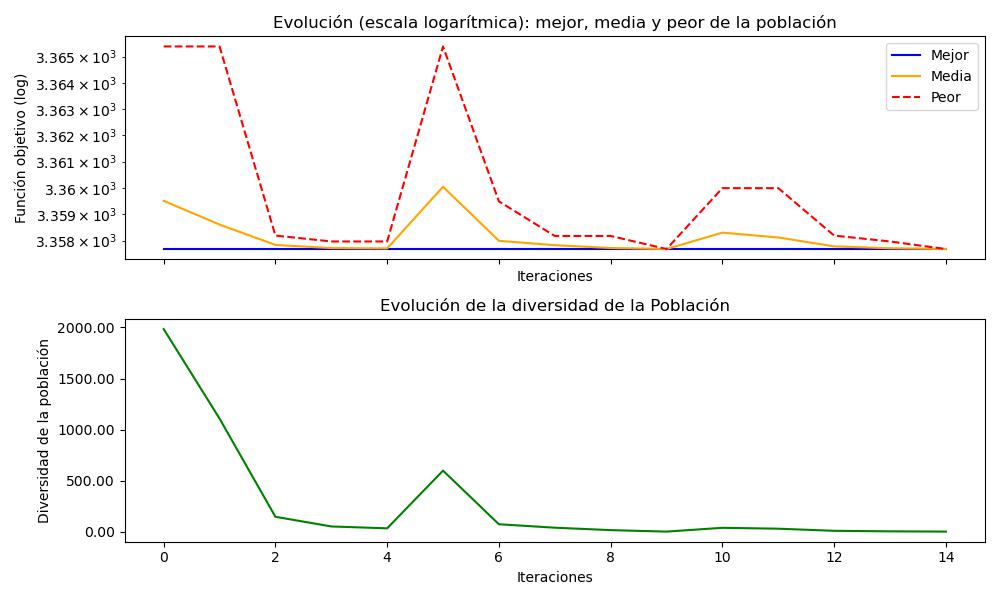 Evolución (escala logarítmica): mejor, media y peor de la población
Función objetivo (log)
3.365 × 10³
3.364 × 10³
3.363 × 10³
3.362 × 10³
3.361 × 10³
3.36 × 10³
3.359 × 10³
3.358 × 10³
Mejor
Media
Peor
Iteraciones
Evolución de la diversidad de la Población
Diversidad de la población
2000.00
1500.00
1000.00
500.00
0.00
0 2 4 6 8 10 12 14
Iteraciones